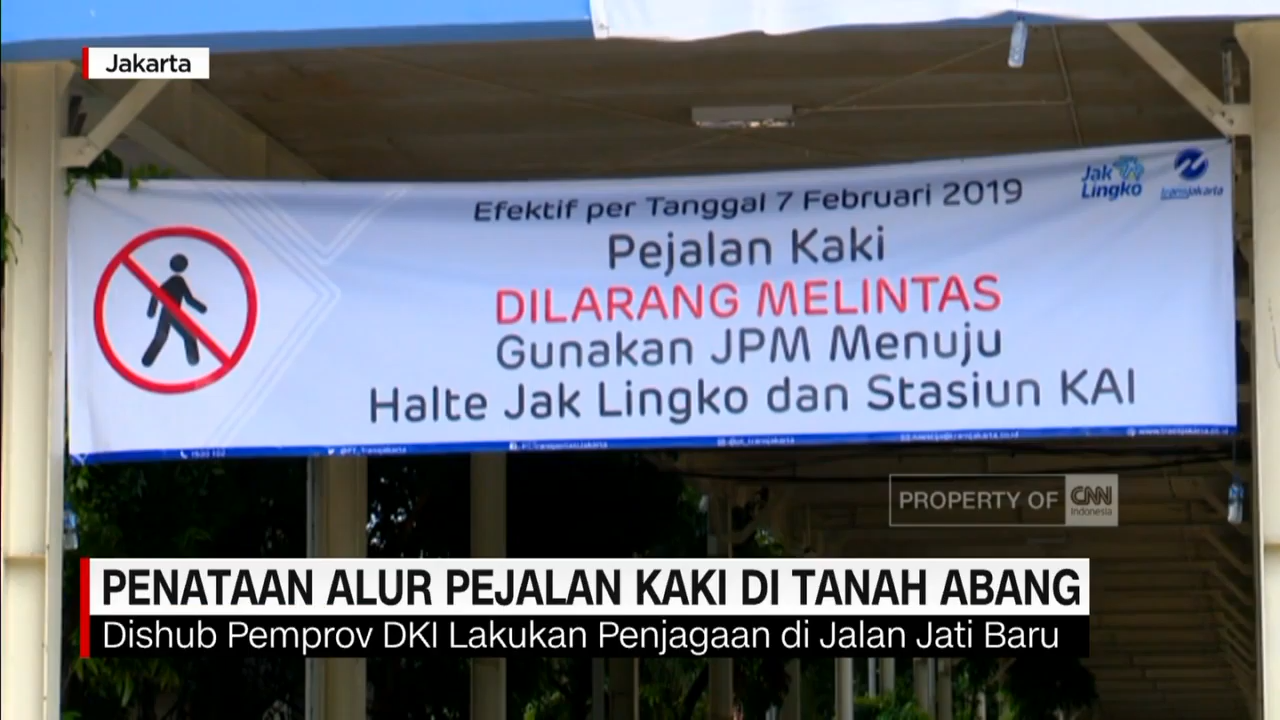 Jakarta
Jak Lingko
transjakarta
Efektif per Tanggal 7 Februari 2019
Pejalan Kaki
DILARANG MELINTAS
Gunakan JPM Menuju
Halte Jak Lingko dan Stasiun KAI
PROPERTY OF CNN Indonesia
PENATAAN ALUR PEJALAN KAKI DI TANAH ABANG
Dishub Pemprov DKI Lakukan Penjagaan di Jalan Jati Baru